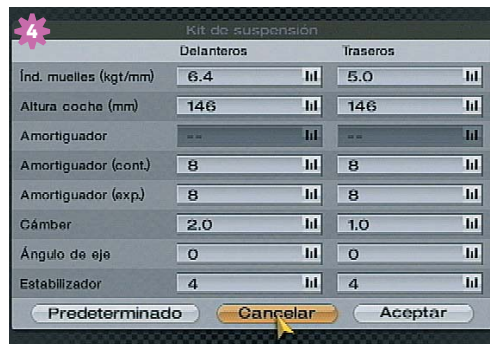 4
Kit de suspensión
Delanteros Traseros
Índ. muelles (kgt/mm) 6.4 5.0
Altura coche (mm) 146 146
Amortiguador -- --
Amortiguador (cont.) 8 8
Amortiguador (exp.) 8 8
Cámber 2.0 1.0
Ángulo de eje 0 0
Estabilizador 4 4
Predeterminado Cancelar Aceptar